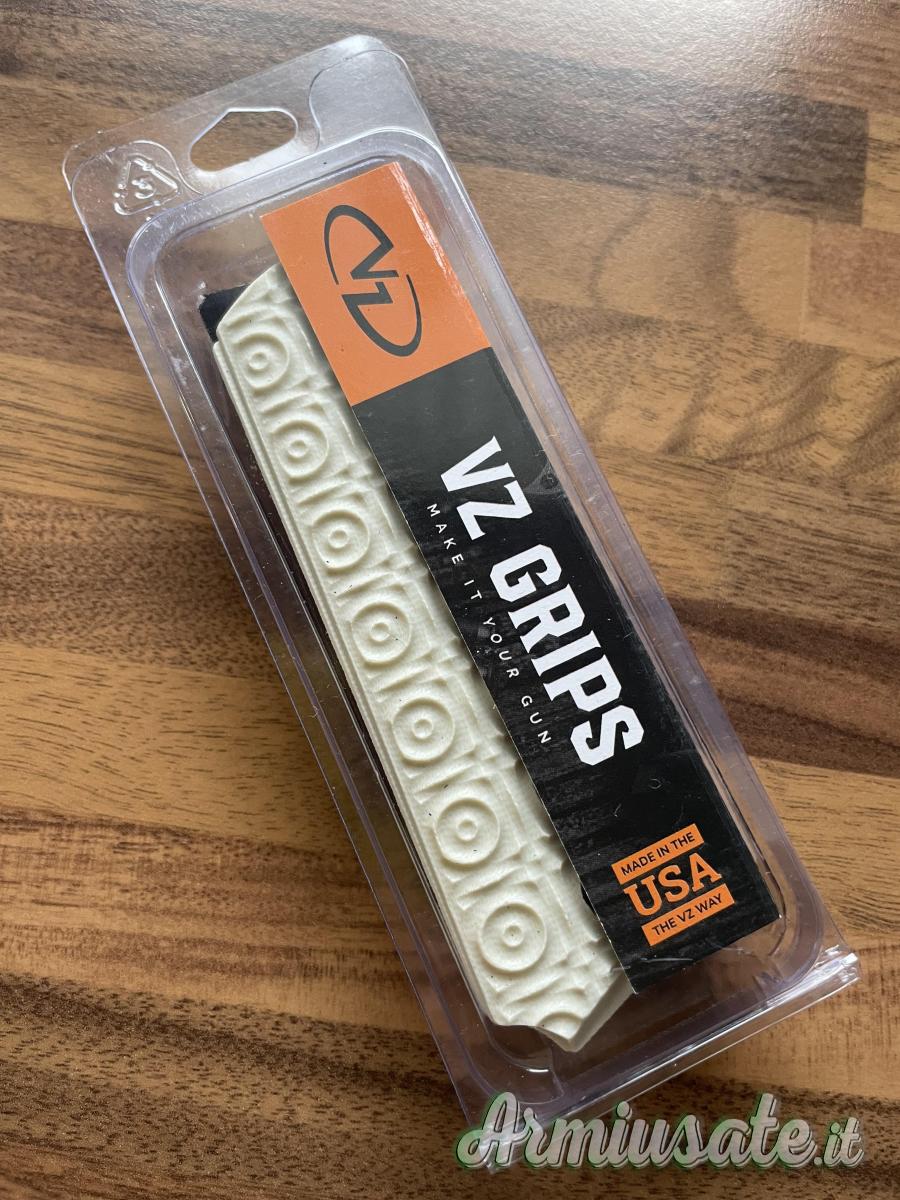 VZ
VZ GRIPS
MAKE IT YOUR GUN
MADE IN THE
USA
THE VZ WAY
Armiusate.it